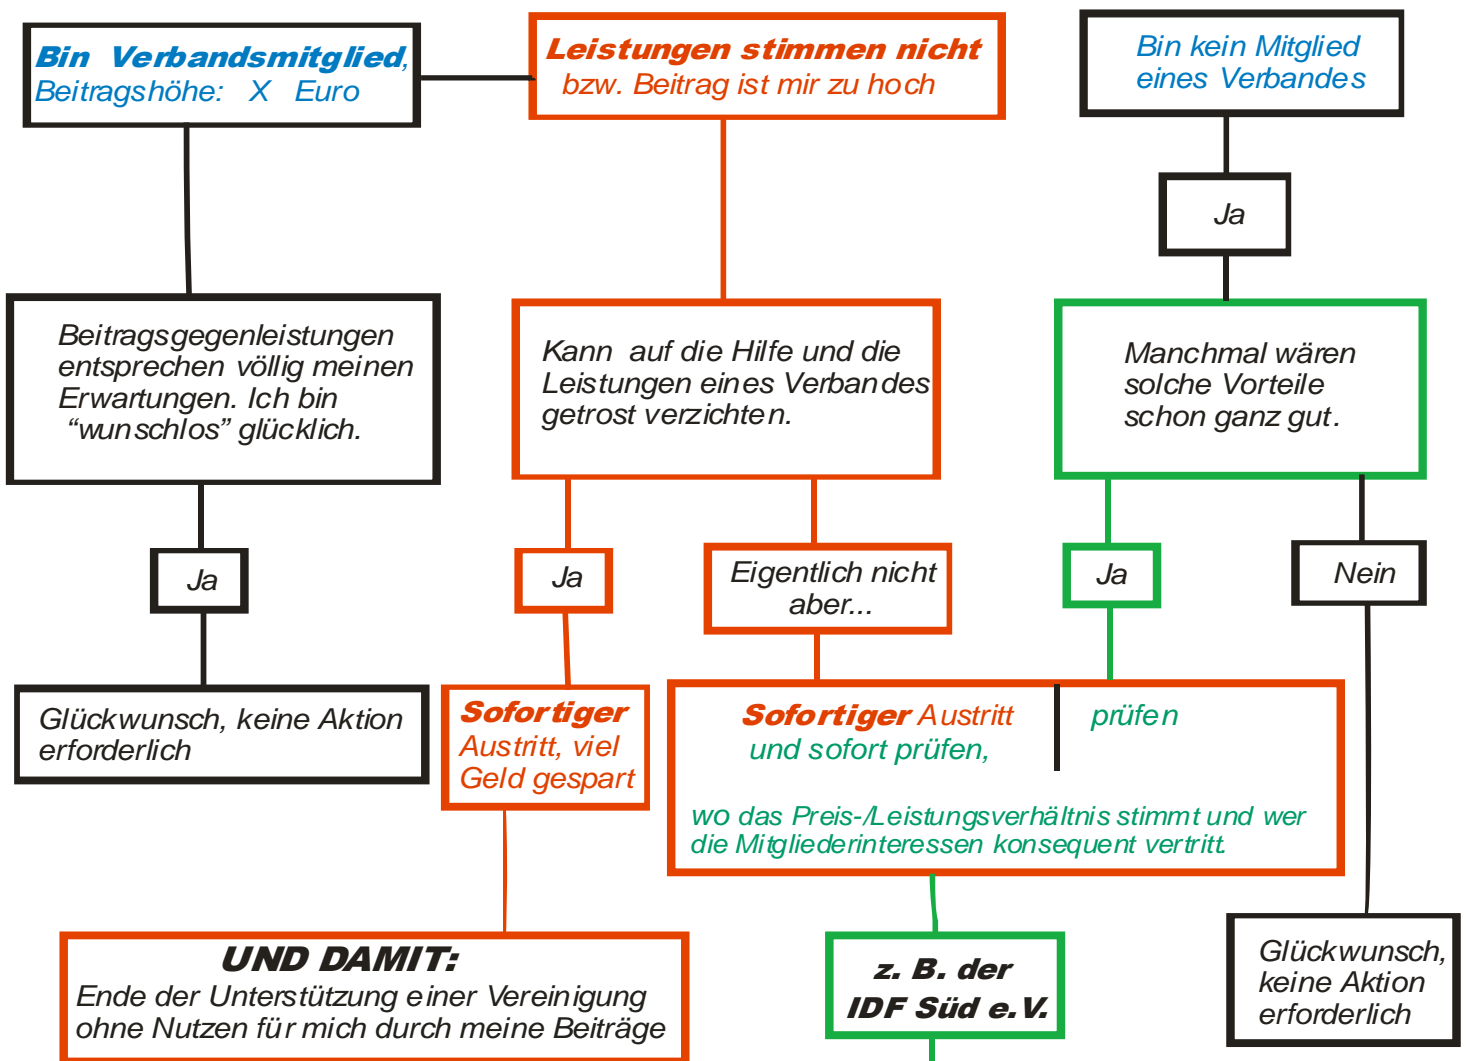 Bin Verbandsmitglied,
Beitragshöhe: X Euro
Leistungen stimmen nicht
bzw. Beitrag ist mir zu hoch
Bin kein Mitglied
eines Verbandes
Ja
Beitragsgegenleistungen
entsprechen völlig meinen
Erwartungen. Ich bin
“wunschlos” glücklich.
Kann auf die Hilfe und die
Leistungen eines Verbandes
getrost verzichten.
Manchmal wären
solche Vorteile
schon ganz gut.
Ja
Ja
Eigentlich nicht
aber...
Ja
Nein
Glückwunsch, keine Aktion
erforderlich
Sofortiger
Austritt, viel
Geld gespart
Sofortiger Austritt
und sofort prüfen,
prüfen
wo das Preis-/Leistungsverhältnis stimmt und wer
die Mitgliederinteressen konsequent vertritt.
UND DAMIT:
Ende der Unterstützung einer Vereinigung
ohne Nutzen für mich durch meine Beiträge
z. B. der
IDF Süd e.V.
Glückwunsch,
keine Aktion
erforderlich